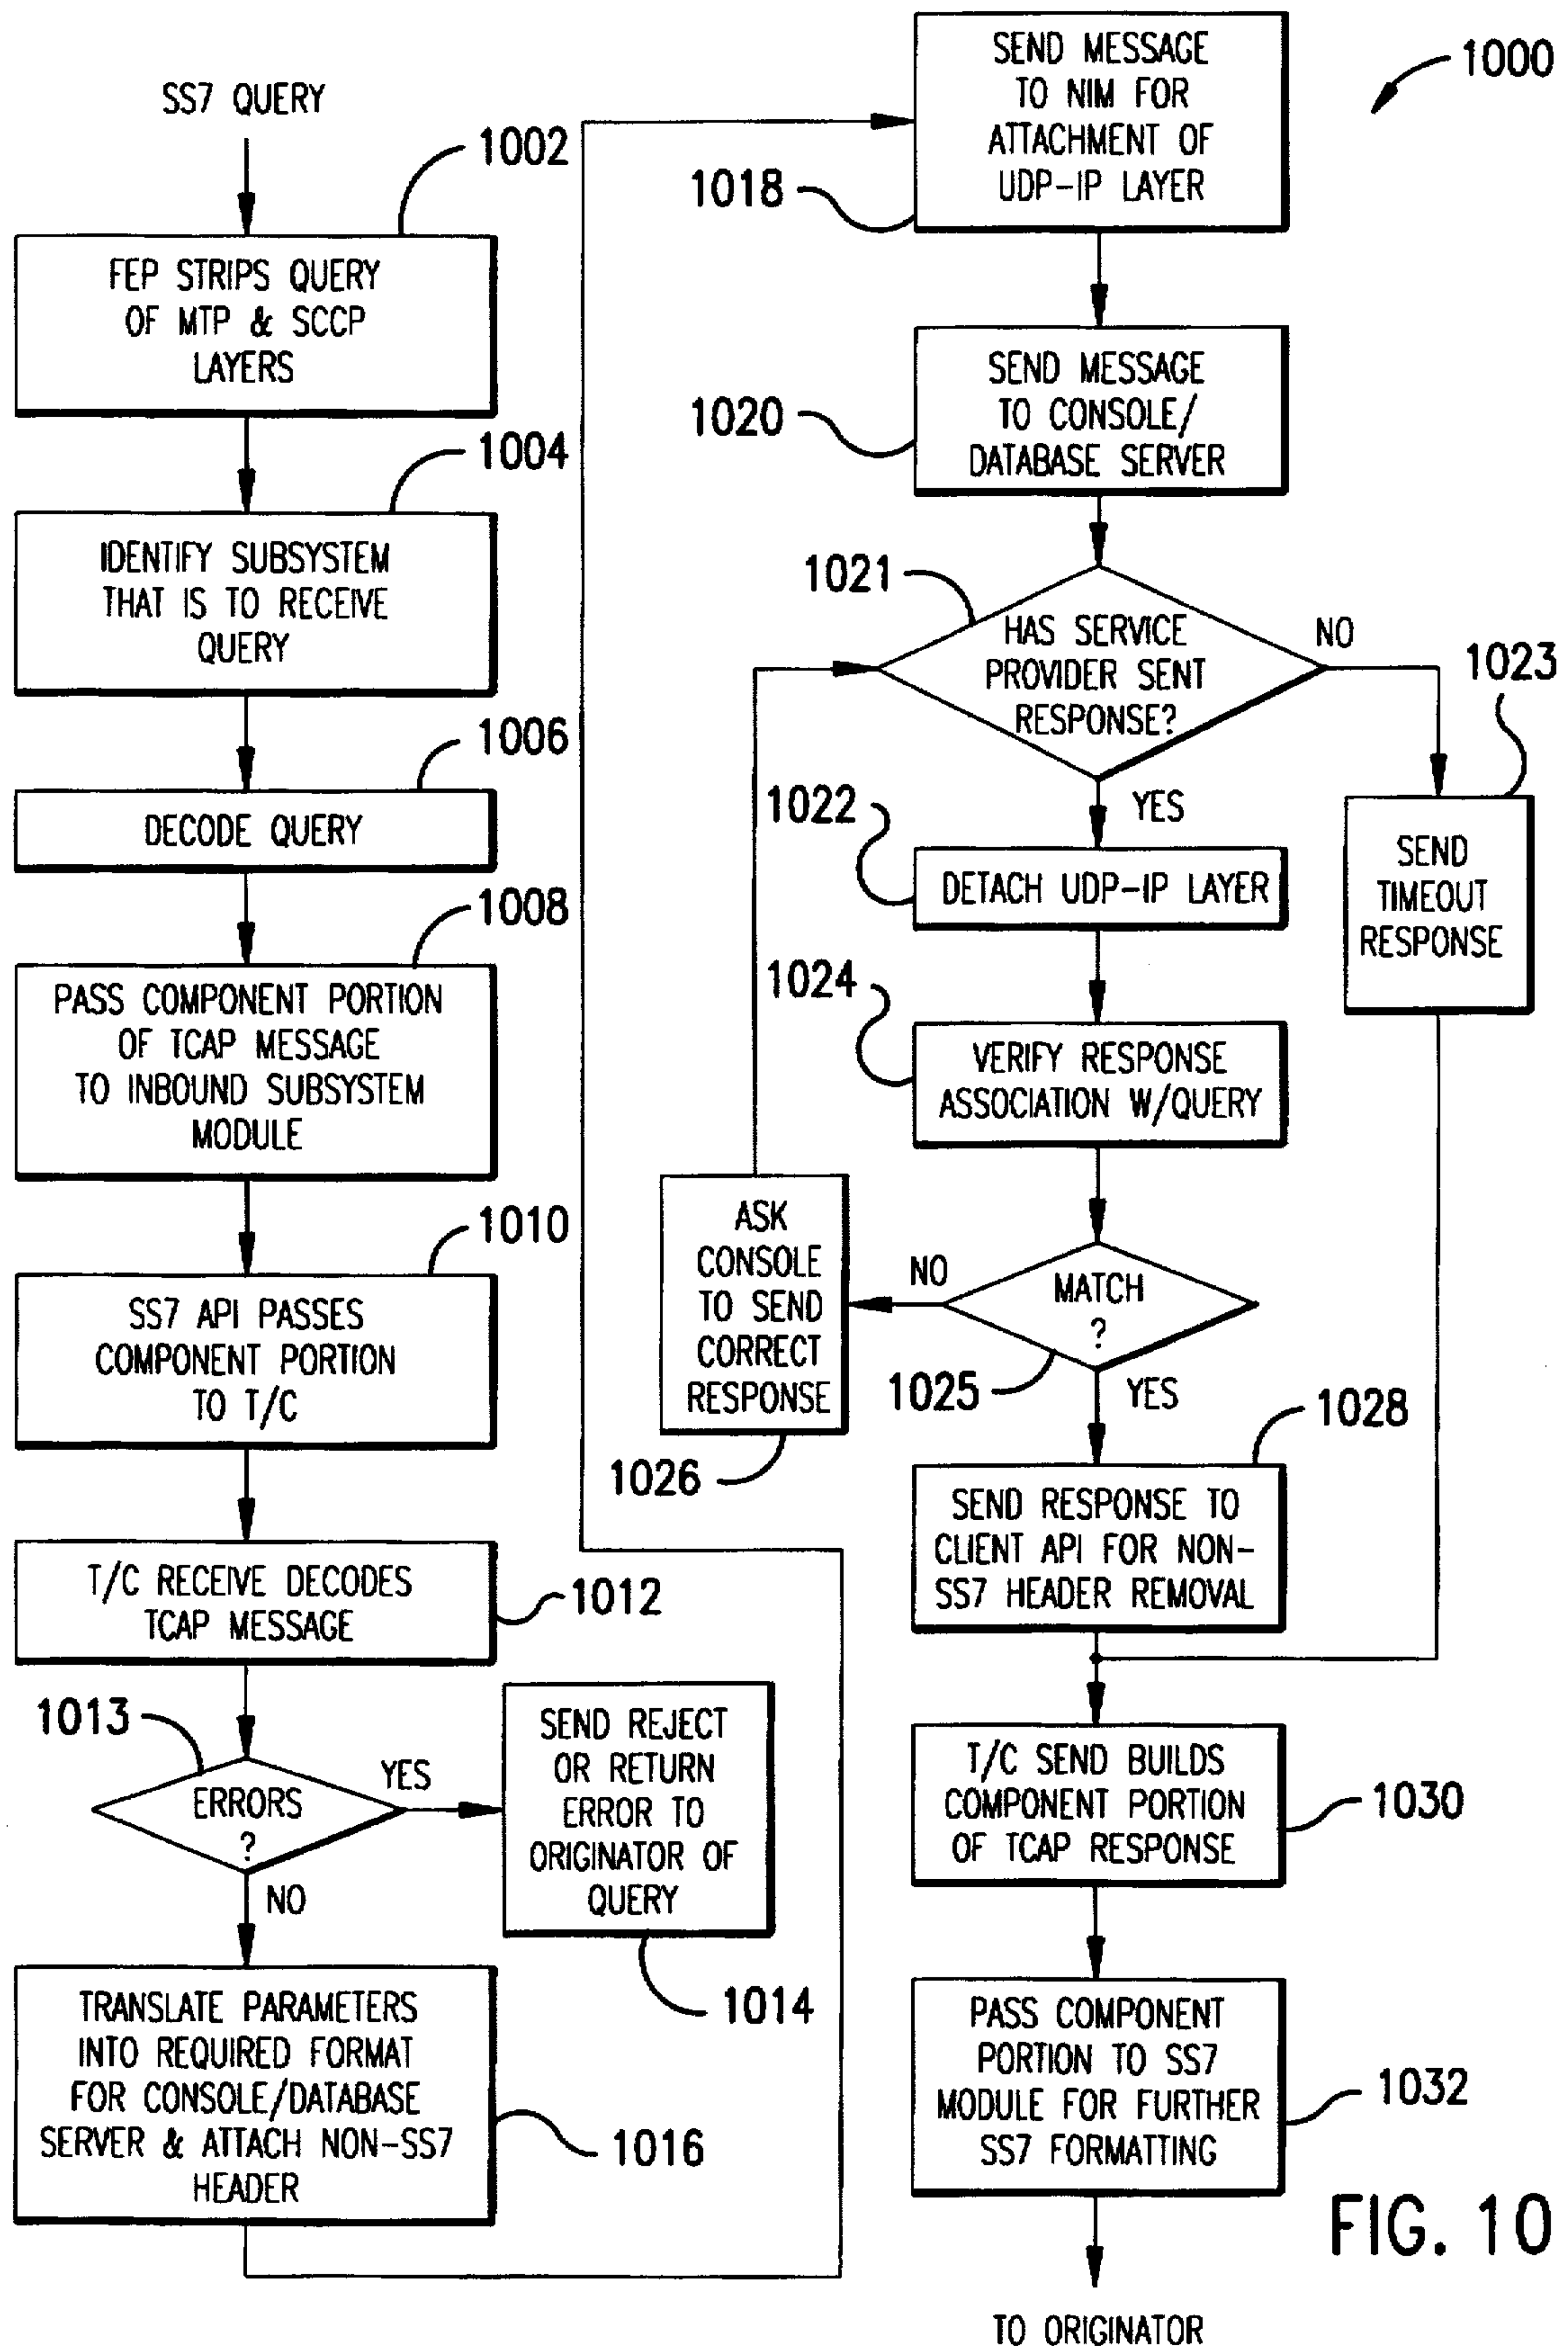 1000
SS7 QUERY
1002
FEP STRIPS QUERY
OF MTP & SCCP
LAYERS
1004
IDENTIFY SUBSYSTEM
THAT IS TO RECEIVE
QUERY
1006
DECODE QUERY
1008
PASS COMPONENT PORTION
OF TCAP MESSAGE
TO INBOUND SUBSYSTEM
MODULE
1010
SS7 API PASSES
COMPONENT PORTION
TO T/C
T/C RECEIVE DECODES
TCAP MESSAGE
1012
1013
ERRORS
?
YES
NO
SEND REJECT
OR RETURN
ERROR TO
ORIGINATOR OF
QUERY
1014
TRANSLATE PARAMETERS
INTO REQUIRED FORMAT
FOR CONSOLE/DATABASE
SERVER & ATTACH NON-SS7
HEADER
1016
SEND MESSAGE
TO NIM FOR
ATTACHMENT OF
UDP-IP LAYER
1018
SEND MESSAGE
TO CONSOLE/
DATABASE SERVER
1020
1021
HAS SERVICE
PROVIDER SENT
RESPONSE?
NO
YES
1023
SEND
TIMEOUT
RESPONSE
1022
DETACH UDP-IP LAYER
1024
VERIFY RESPONSE
ASSOCIATION W/QUERY
MATCH
?
1025
NO
YES
ASK
CONSOLE
TO SEND
CORRECT
RESPONSE
1026
1028
SEND RESPONSE TO
CLIENT API FOR NON-
SS7 HEADER REMOVAL
T/C SEND BUILDS
COMPONENT PORTION
OF TCAP RESPONSE
1030
PASS COMPONENT
PORTION TO SS7
MODULE FOR FURTHER
SS7 FORMATTING
1032
TO ORIGINATOR
FIG. 10